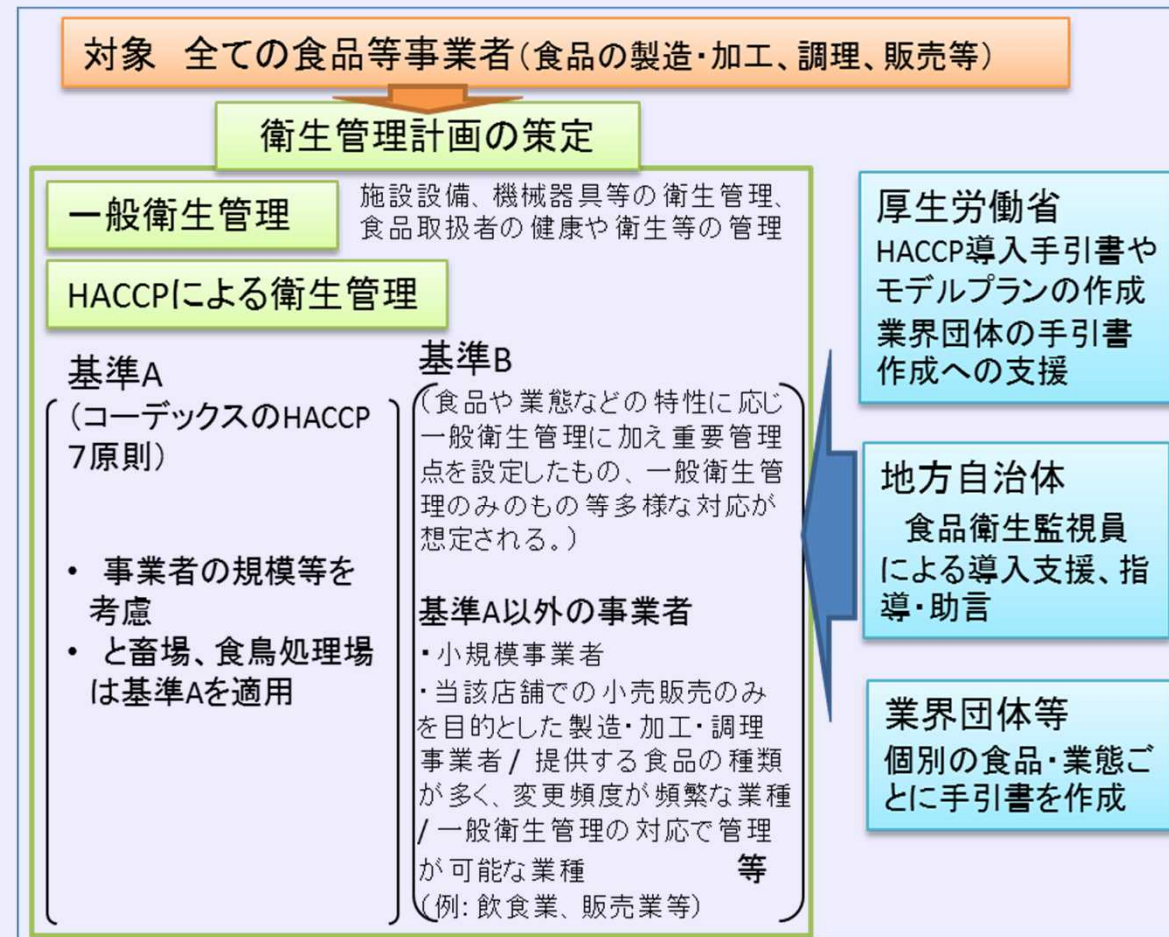 対象 全ての食品等事業者(食品の製造・加工、調理、販売等)
衛生管理計画の策定
一般衛生管理
施設設備、機械器具等の衛生管理、
食品取扱者の健康や衛生等の管理
HACCPによる衛生管理
基準A
(コーデックスのHACCP
7原則)
• 事業者の規模等を
考慮
• と畜場、食鳥処理場
は基準Aを適用
基準B
(食品や業態などの特性に応じ
一般衛生管理に加え重要管理
点を設定したもの、一般衛生管
理のみのもの等多様な対応が
想定される。)
基準A以外の事業者
・小規模事業者
・当該店舗での小売販売のみ
を目的とした製造・加工・調理
事業者/ 提供する食品の種類
が多く、変更頻度が頻繁な業種
/一般衛生管理の対応で管理
が可能な業種 等
(例: 飲食業、販売業等)
厚生労働省
HACCP導入手引書や
モデルプランの作成
業界団体の手引書
作成への支援
地方自治体
食品衛生監視員
による導入支援、指
導・助言
業界団体等
個別の食品・業態ご
とに手引書を作成